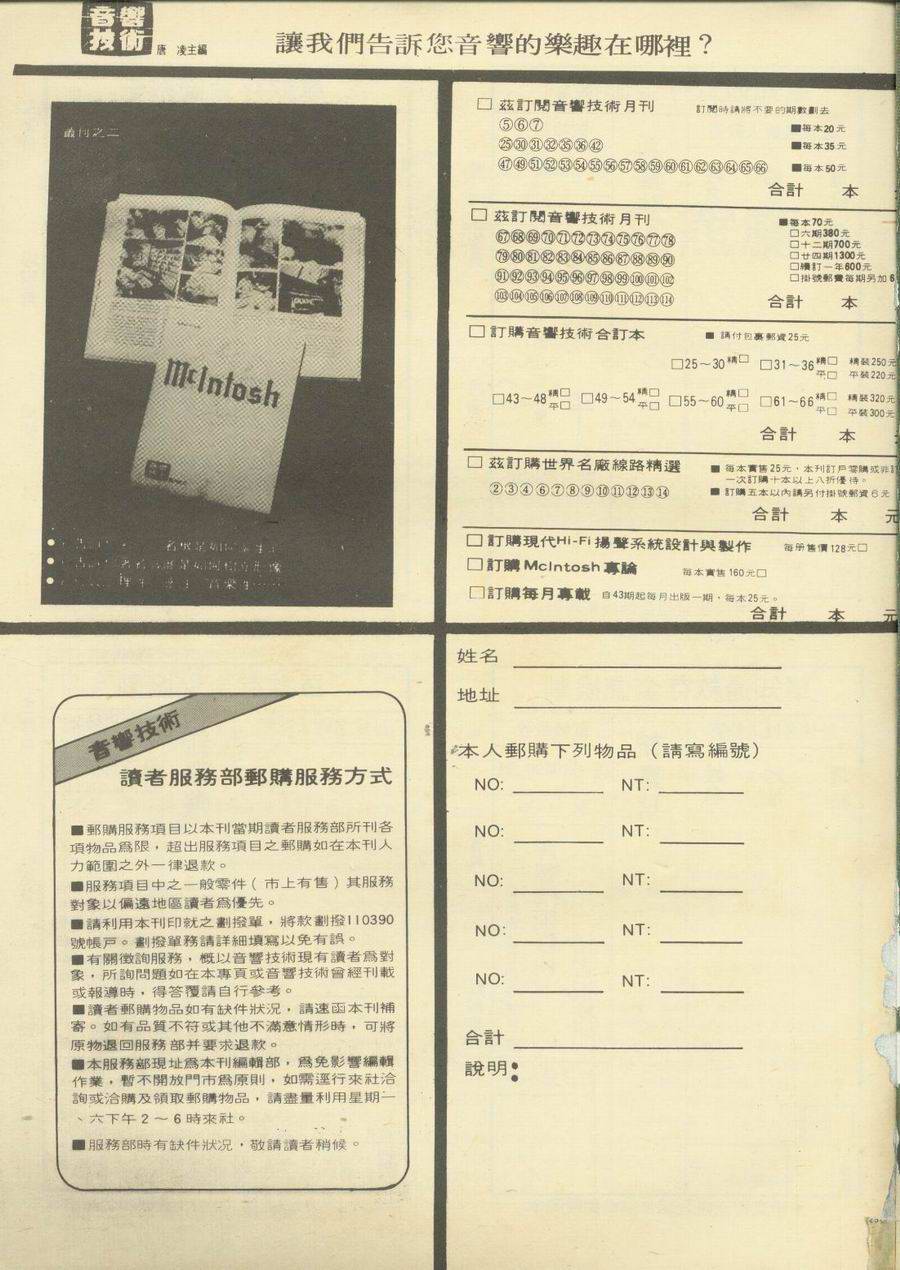 音響
技術
唐　凌主編
讓我們告訴您音響的樂趣在哪裡？
叢刊之二
McIntosh
□ 茲訂閱音響技術月刊 訂閱時請將不要的期數劃去
⑤⑥⑦ ■每本20元
㉕㉚㉛㉜㉟㊱㊷ ■每本35元
㊼㊾51 52 53 54 55 56 57 58 59 60 61 62 63 64 65 66 ■每本50元
合計　本
□ 茲訂閱音響技術月刊 ■每本70元
67 68 69 70 71 72 73 74 75 76 77 78 □六期380元
□十二期700元
79 80 81 82 83 84 85 86 87 88 89 90 □廿四期1300元
91 92 93 94 95 96 97 98 99 100 101 102 □續訂一年600元
□掛號郵費每期另加6
103 104 105 106 107 108 109 110 111 112 113 114
合計　本
□ 訂購音響技術合訂本 ■ 請付包裹郵資25元
□25～30精□ □31～36精□平□ 精裝250元 平裝220元
□43～48精□平□ □49～54精□平□ □55～60精□平□ □61～66精□平□ 精裝320元 平裝300元
合計　本
□ 茲訂購世界名廠線路精選 ■ 每本實售25元，本刊訂戶零購或非訂
一次訂購十本以上八折優待。
②③④⑥⑦⑧⑨⑩⑪⑫⑬⑭ ■ 訂購五本以內請另付掛號郵資6元
合計　本　元
□ 訂購現代Hi-Fi揚聲系統設計與製作 每册售價128元□
□ 訂購McIntosh專論 每本實售160元□
□ 訂購每月專載 自43期起每月出版一期，每本25元。
合計　本　元
音響技術
讀者服務部郵購服務方式
■郵購服務項目以本刊當期讀者服務部所刊各
項物品爲限，超出服務項目之郵購如在本刊人
力範圍之外一律退款。
■服務項目中之一般零件（市上有售）其服務
對象以偏遠地區讀者爲優先。
■請利用本刊印就之劃撥單，將款劃撥110390
號帳戶。劃撥單務請詳細填寫以免有誤。
■有關徵詢服務，概以音響技術現有讀者爲對
象，所詢問題如在本專頁或音響技術曾經刊載
或報導時，得答覆請自行參考。
■讀者郵購物品如有缺件狀況，請速函本刊補
寄。如有品質不符或其他不滿意情形時，可將
原物退回服務部并要求退款。
■本服務部現址爲本刊編輯部，爲免影響編輯
作業，暫不開放門市爲原則，如需逕行來社洽
詢或洽購及領取郵購物品，請盡量利用星期一
、六下午2～6時來社。
■服務部時有缺件狀況，敬請讀者稍候。
姓名
地址
本人郵購下列物品（請寫編號）
NO: NT:
NO: NT:
NO: NT:
NO: NT:
NO: NT:
合計
說明：